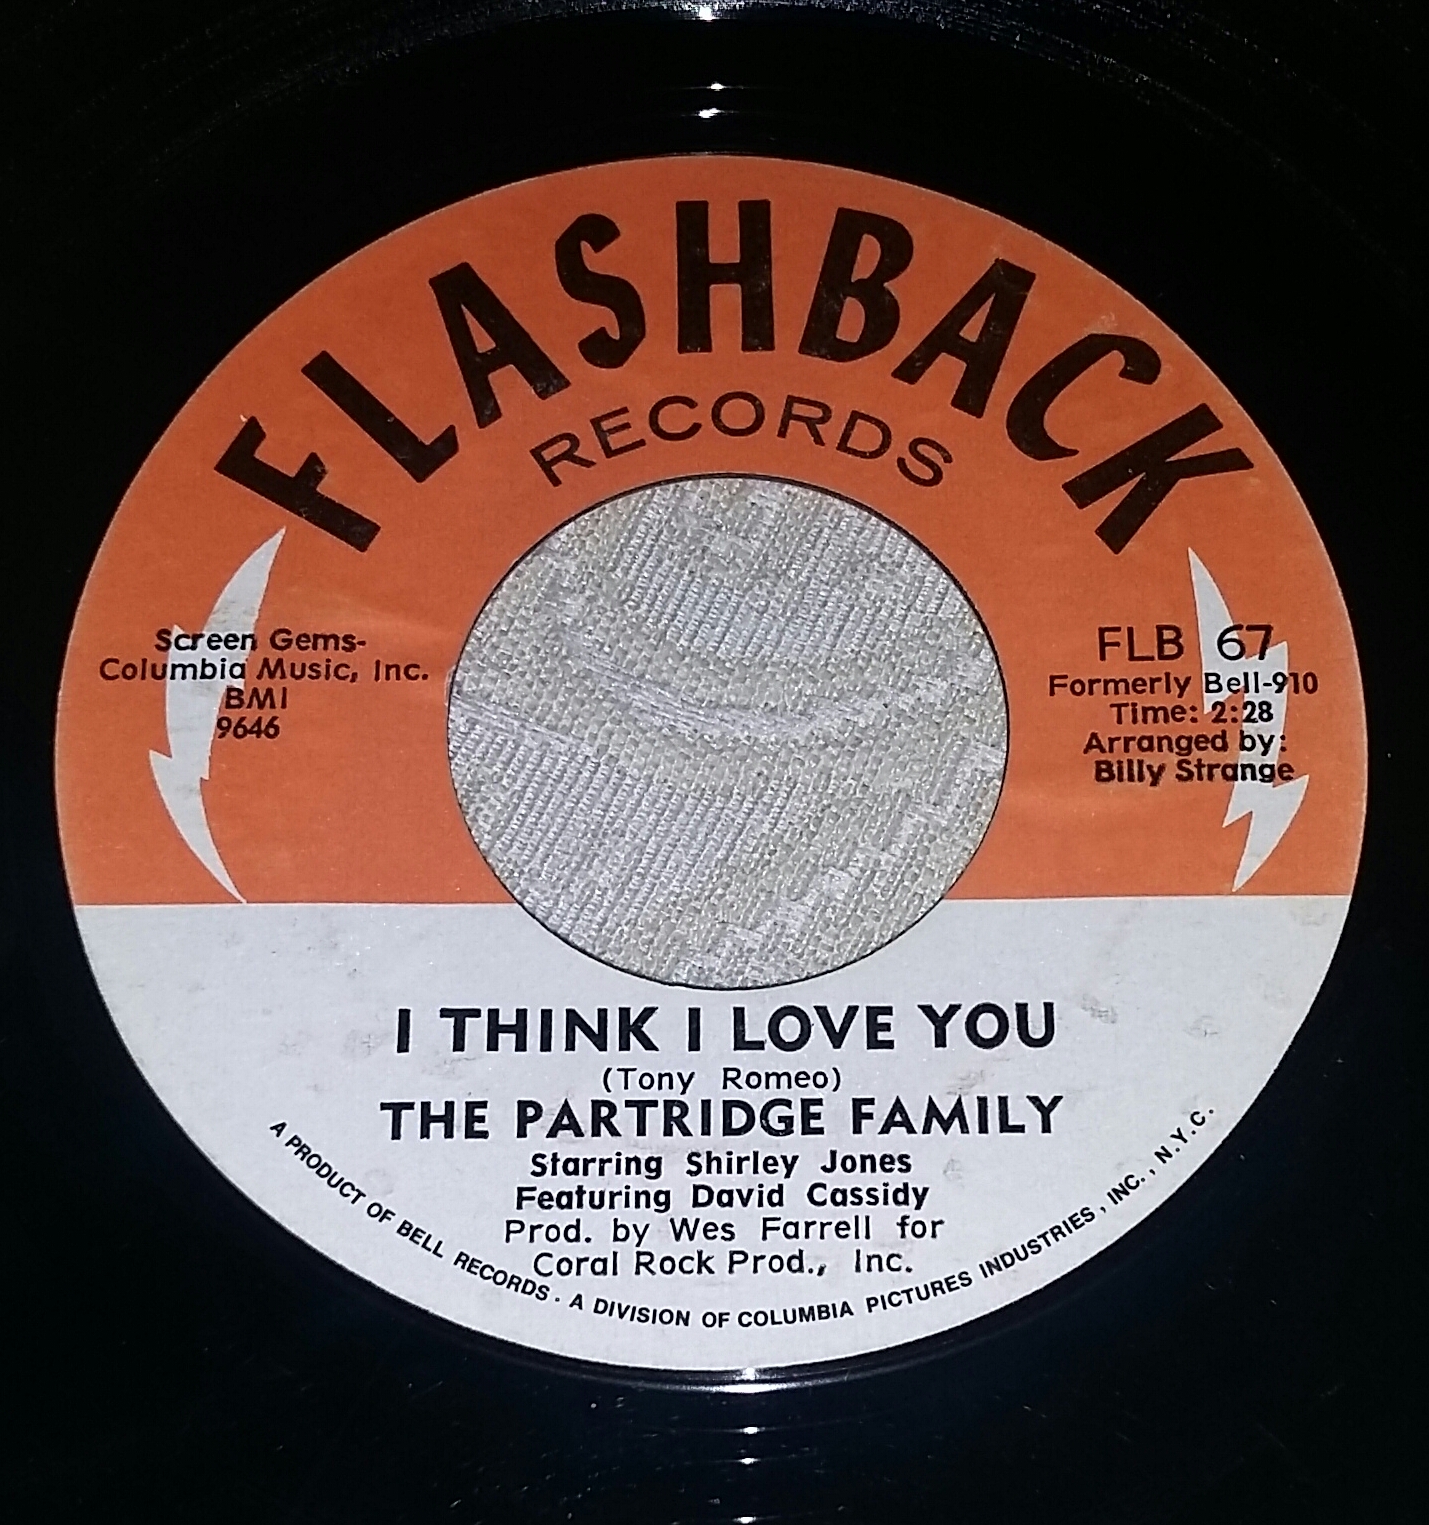 FLASHBACK
RECORDS
Screen Gems-
Columbia Music, Inc.
BMI
9646
FLB 67
Formerly Bell-910
Time: 2:28
Arranged by:
Billy Strange
I THINK I LOVE YOU
(Tony Romeo)
THE PARTRIDGE FAMILY
Starring Shirley Jones
Featuring David Cassidy
Prod. by Wes Farrell for
Coral Rock Prod., Inc.
A PRODUCT OF BELL RECORDS · A DIVISION OF COLUMBIA PICTURES INDUSTRIES, INC., N.Y.C.